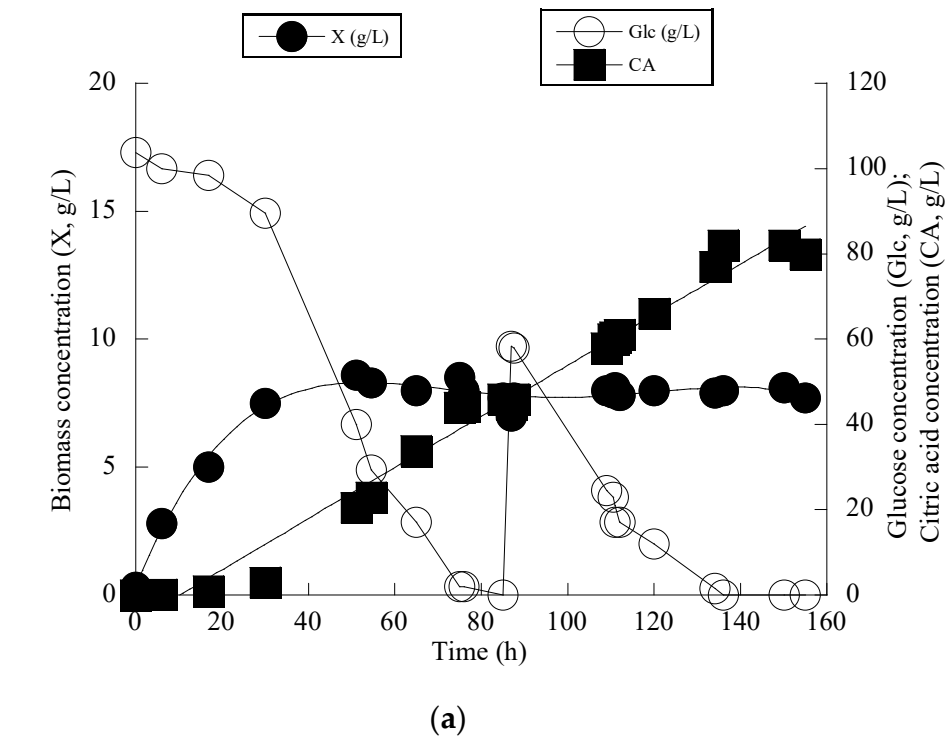 X (g/L)
Glc (g/L)
CA
20
15
10
5
0
120
100
80
60
40
20
0
0 20 40 60 80 100 120 140 160
Biomass concentration (X, g/L)
Glucose concentration (Glc, g/L);
Citric acid concentration (CA, g/L)
Time (h)
(a)